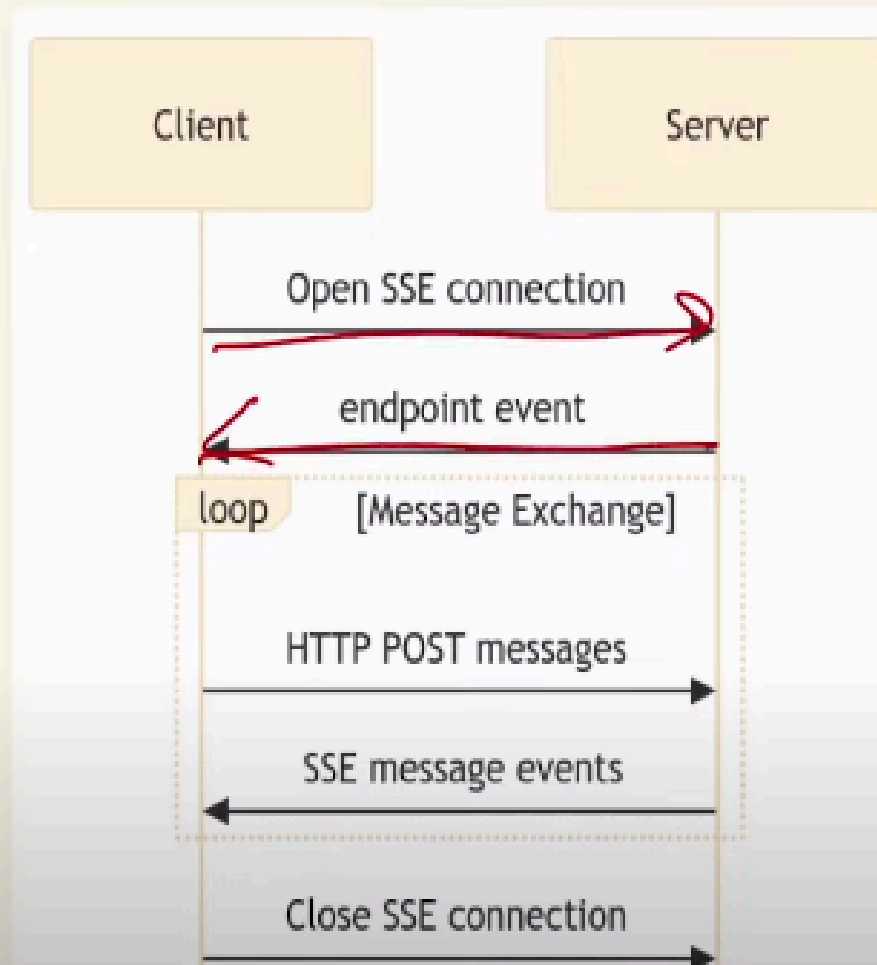 Client
Server
Open SSE connection
endpoint event
loop
[Message Exchange]
HTTP POST messages
SSE message events
Close SSE connection